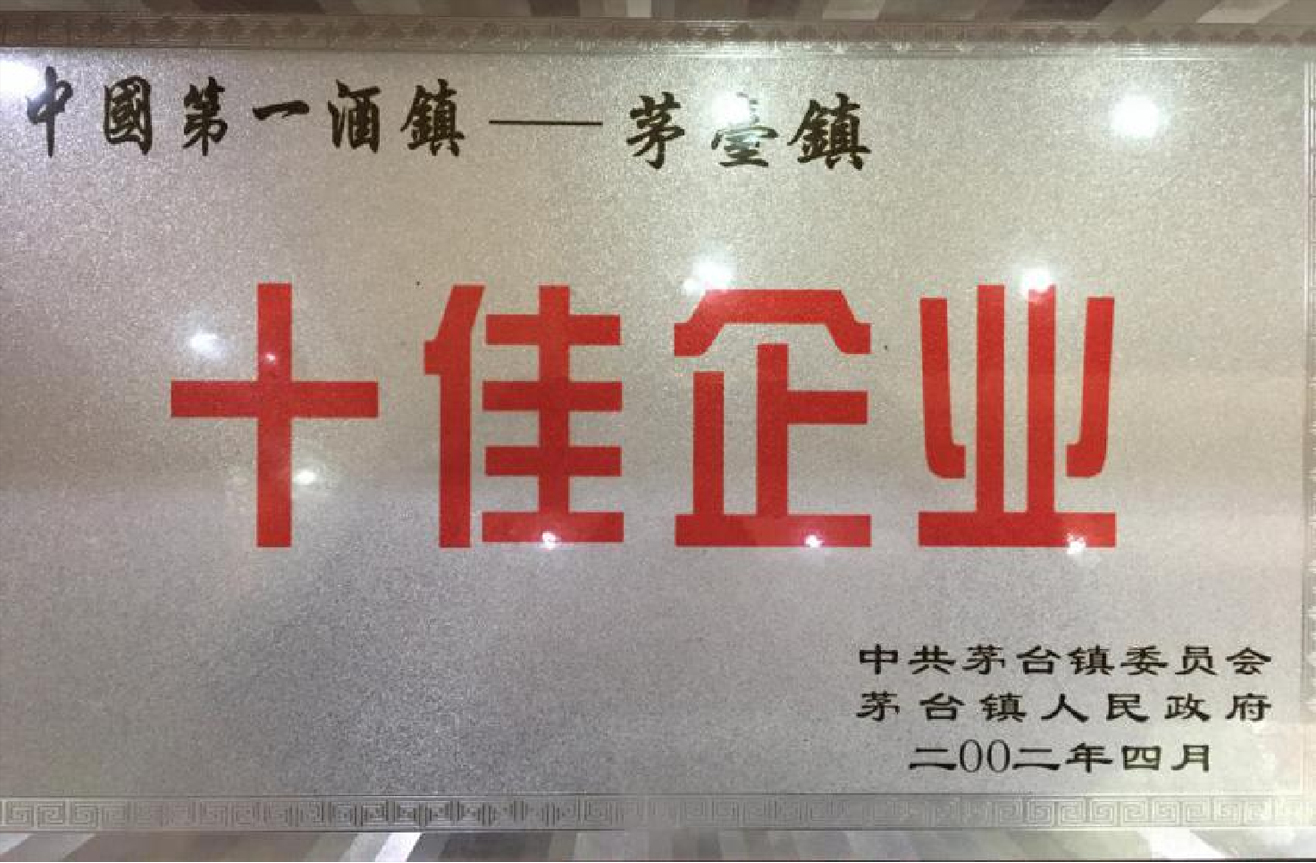 中國第一酒鎮——茅臺鎮
十佳企业
中共茅台镇委员会
茅台镇人民政府
二00二年四月